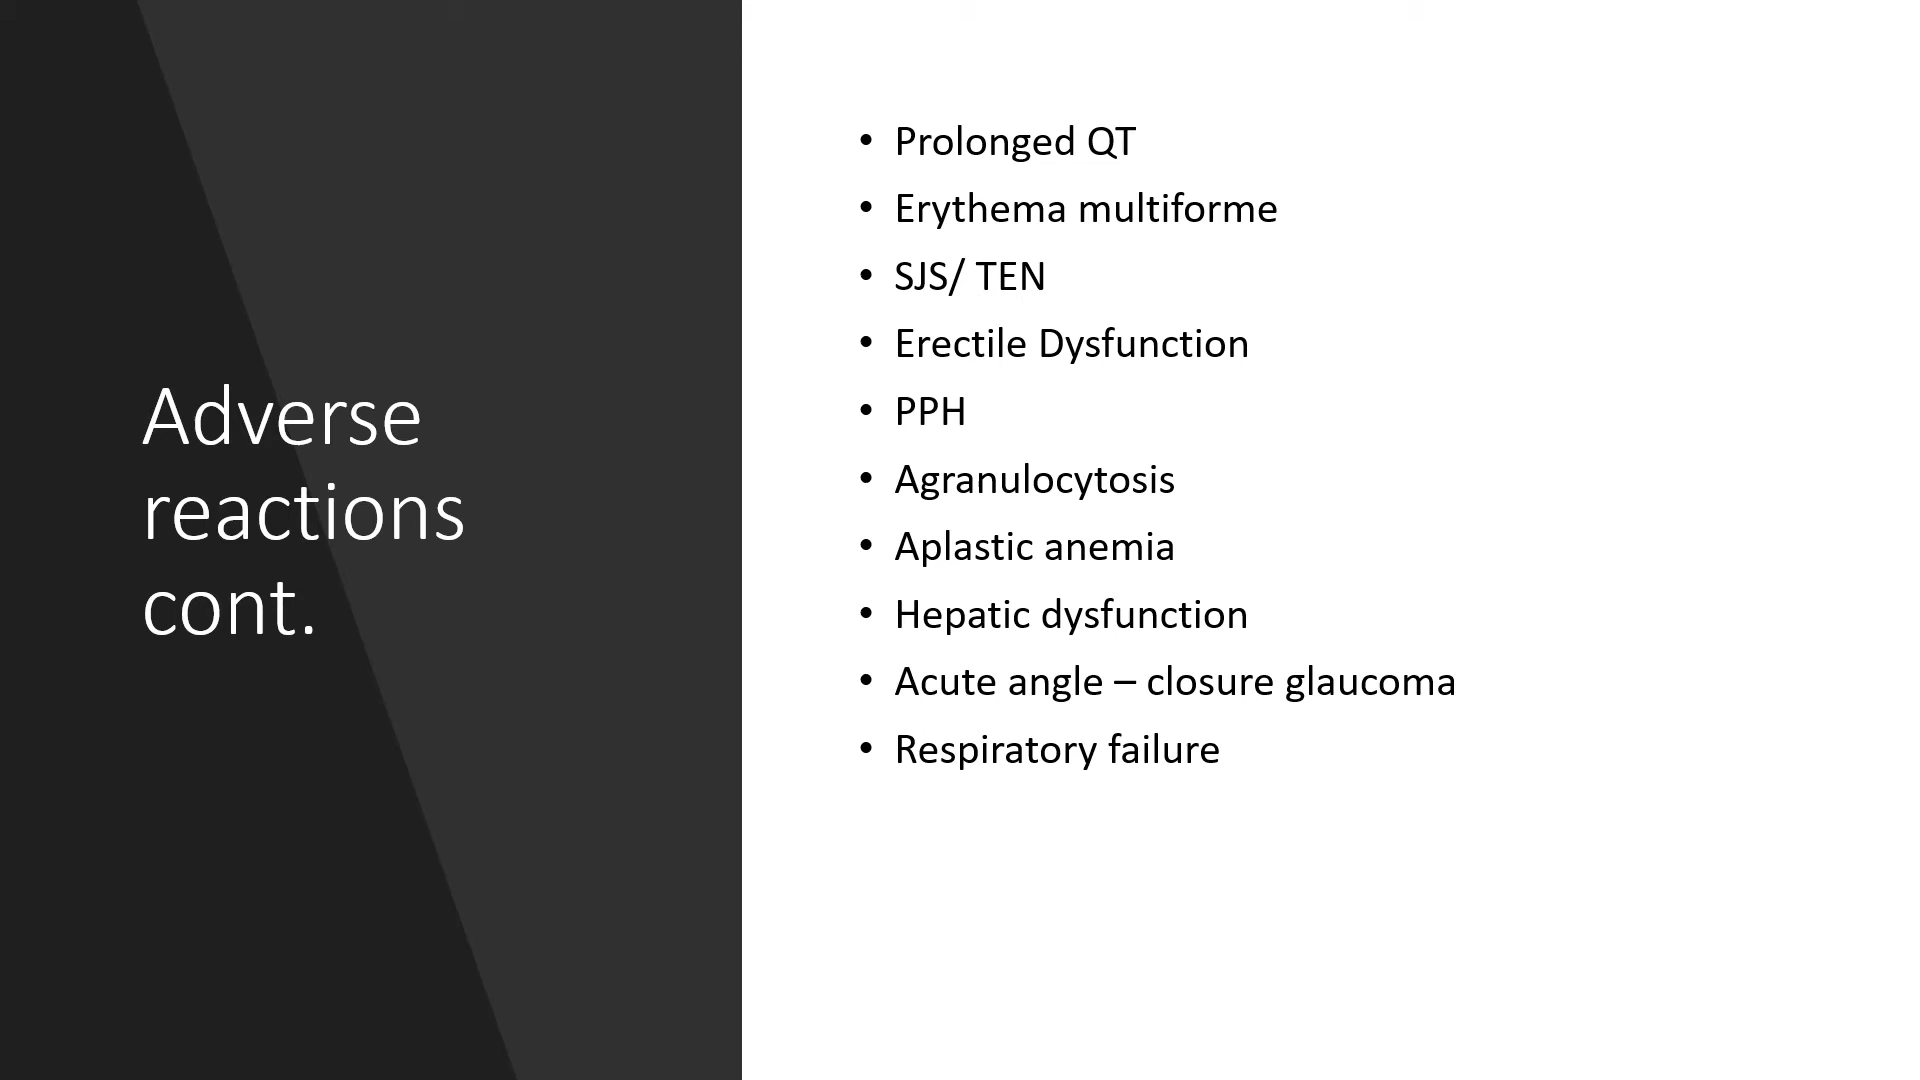 Adverse
reactions
cont.
• Prolonged QT
• Erythema multiforme
• SJS/ TEN
• Erectile Dysfunction
• PPH
• Agranulocytosis
• Aplastic anemia
• Hepatic dysfunction
• Acute angle – closure glaucoma
• Respiratory failure